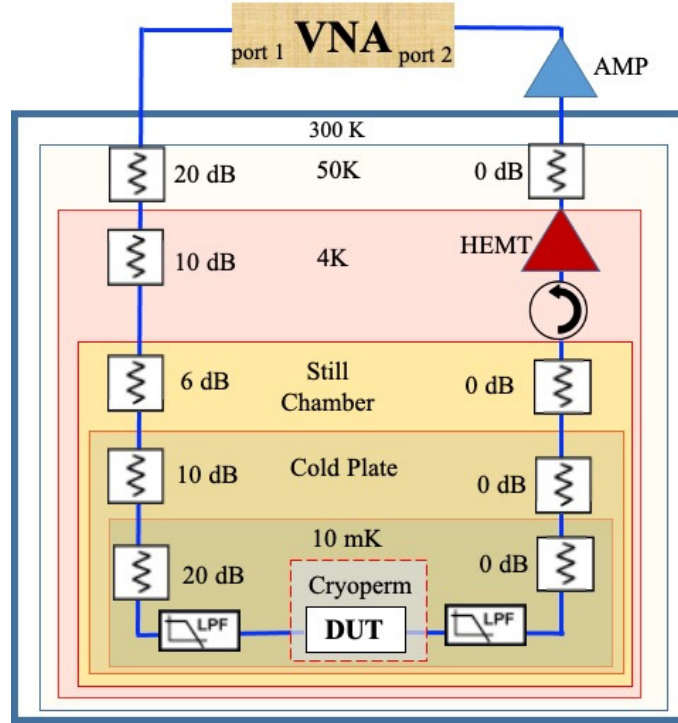 VNA
port 1
port 2
AMP
300 K
20 dB
50K
0 dB
HEMT
10 dB
4K
6 dB
Still
Chamber
0 dB
10 dB
Cold Plate
0 dB
10 mK
20 dB
Cryoperm
0 dB
LPF
DUT
LPF